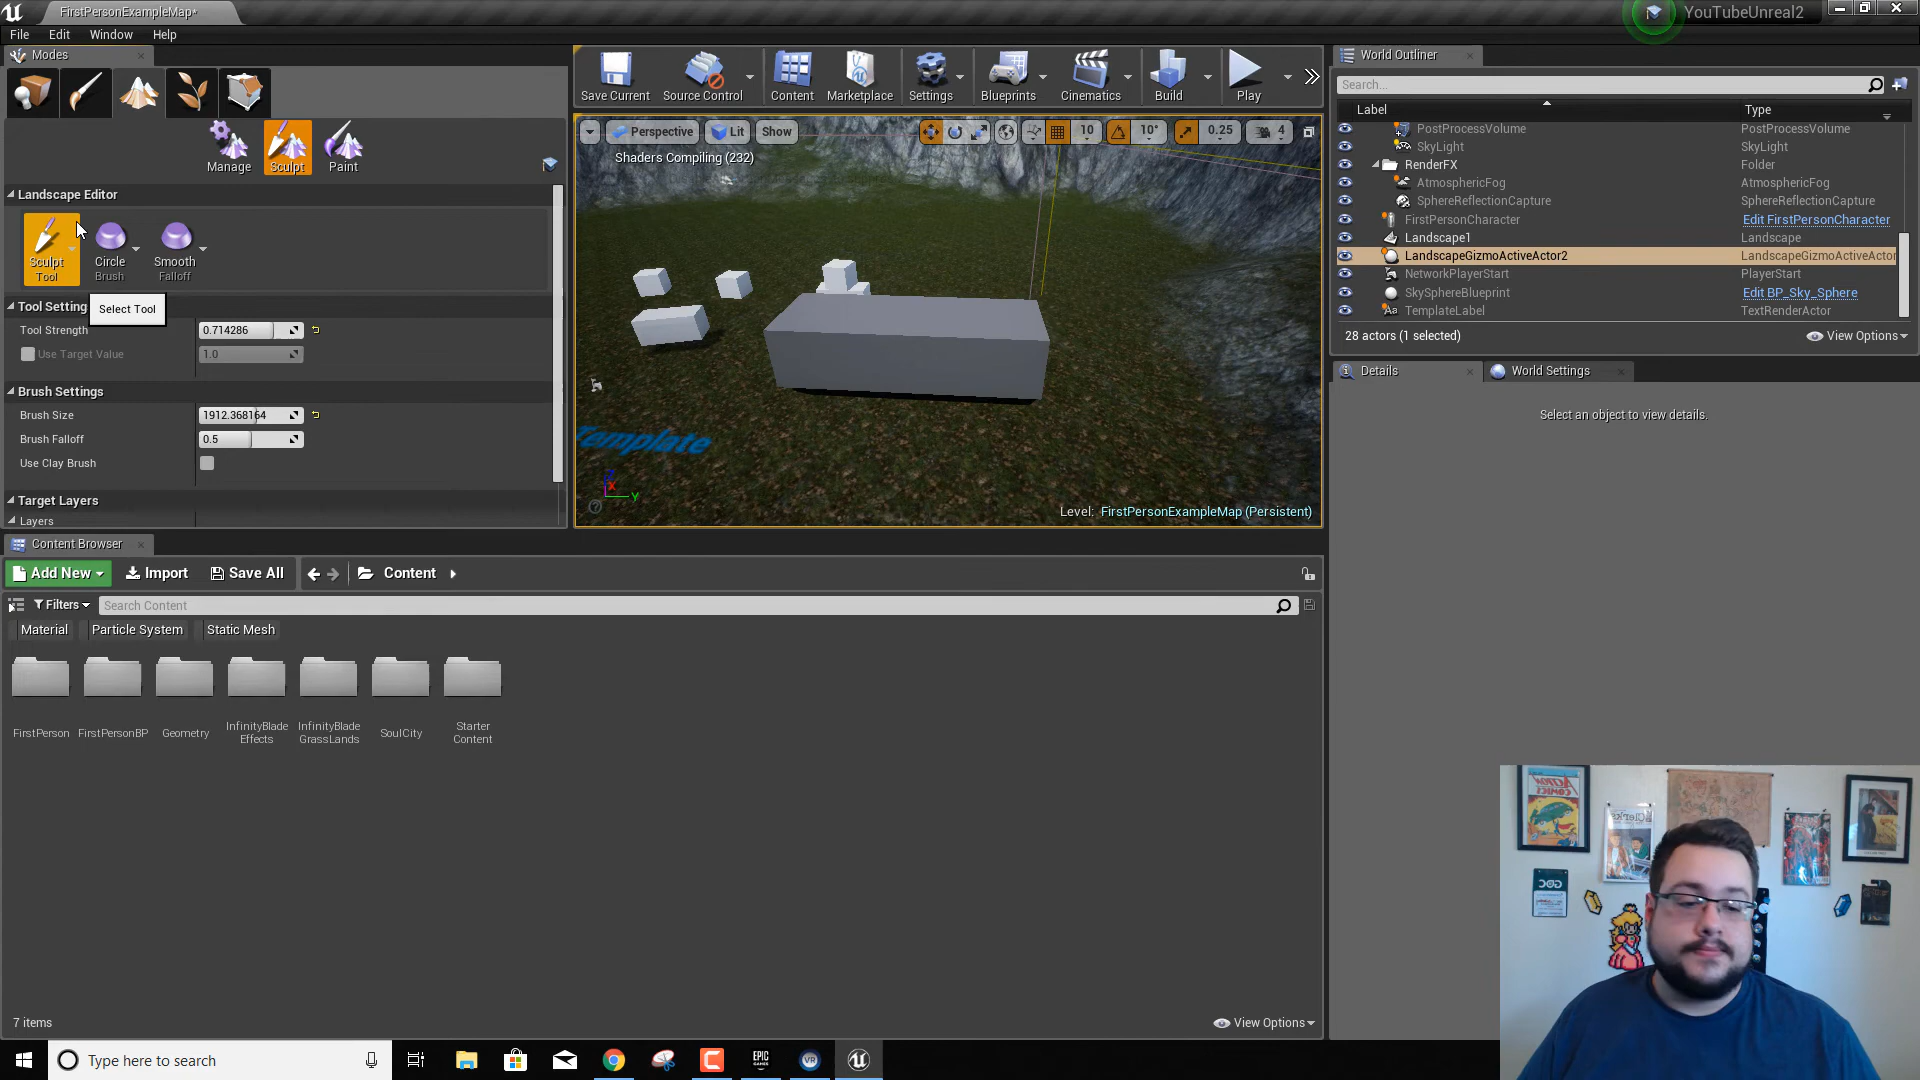 FirstPersonExampleMap*
YouTubeUnreal2
File Edit Window Help
Modes
Manage Sculpt Paint
Landscape Editor
Sculpt Circle Smooth
Tool Brush Falloff
Select Tool
Tool Setting
Tool Strength 0.714286
Use Target Value 1.0
Brush Settings
Brush Size 1912.368164
Brush Falloff 0.5
Use Clay Brush
Target Layers
Layers
Save Current Source Control Content Marketplace Settings Blueprints Cinematics Build Play
Perspective Lit Show 10 10° 0.25 4
Shaders Compiling (232)
Template
Z
X
Y
Level: FirstPersonExampleMap (Persistent)
World Outliner
Search...
Label Type
PostProcessVolume PostProcessVolume
SkyLight SkyLight
RenderFX Folder
AtmosphericFog AtmosphericFog
SphereReflectionCapture SphereReflectionCapture
FirstPersonCharacter Edit FirstPersonCharacter
Landscape1 Landscape
LandscapeGizmoActiveActor2 LandscapeGizmoActiveActor
NetworkPlayerStart PlayerStart
SkySphereBlueprint Edit BP_Sky_Sphere
TemplateLabel TextRenderActor
28 actors (1 selected) View Options
Details World Settings
Select an object to view details.
Content Browser
Add New Import Save All Content
Filters Search Content
Material Particle System Static Mesh
FirstPerson FirstPersonBP Geometry InfinityBlade Effects InfinityBlade GrassLands SoulCity Starter Content
7 items View Options
Type here to search
EPIC GAMES
VR
ACTION COMICS